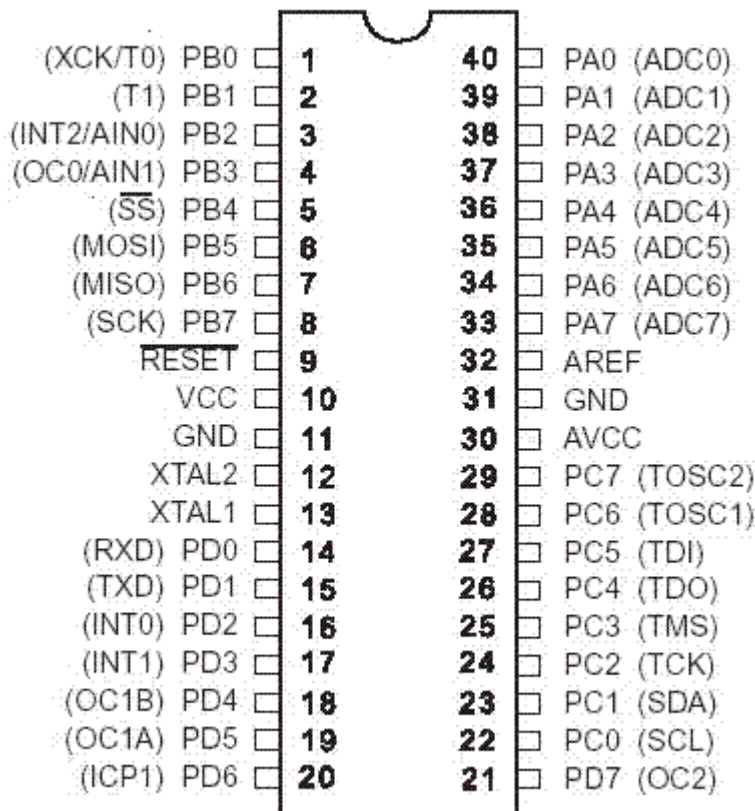 (XCK/T0) PB0 1 40 PA0 (ADC0)
(T1) PB1 2 39 PA1 (ADC1)
(INT2/AIN0) PB2 3 38 PA2 (ADC2)
(OC0/AIN1) PB3 4 37 PA3 (ADC3)
(SS) PB4 5 36 PA4 (ADC4)
(MOSI) PB5 6 35 PA5 (ADC5)
(MISO) PB6 7 34 PA6 (ADC6)
(SCK) PB7 8 33 PA7 (ADC7)
RESET 9 32 AREF
VCC 10 31 GND
GND 11 30 AVCC
XTAL2 12 29 PC7 (TOSC2)
XTAL1 13 28 PC6 (TOSC1)
(RXD) PD0 14 27 PC5 (TDI)
(TXD) PD1 15 26 PC4 (TDO)
(INT0) PD2 16 25 PC3 (TMS)
(INT1) PD3 17 24 PC2 (TCK)
(OC1B) PD4 18 23 PC1 (SDA)
(OC1A) PD5 19 22 PC0 (SCL)
(ICP1) PD6 20 21 PD7 (OC2)